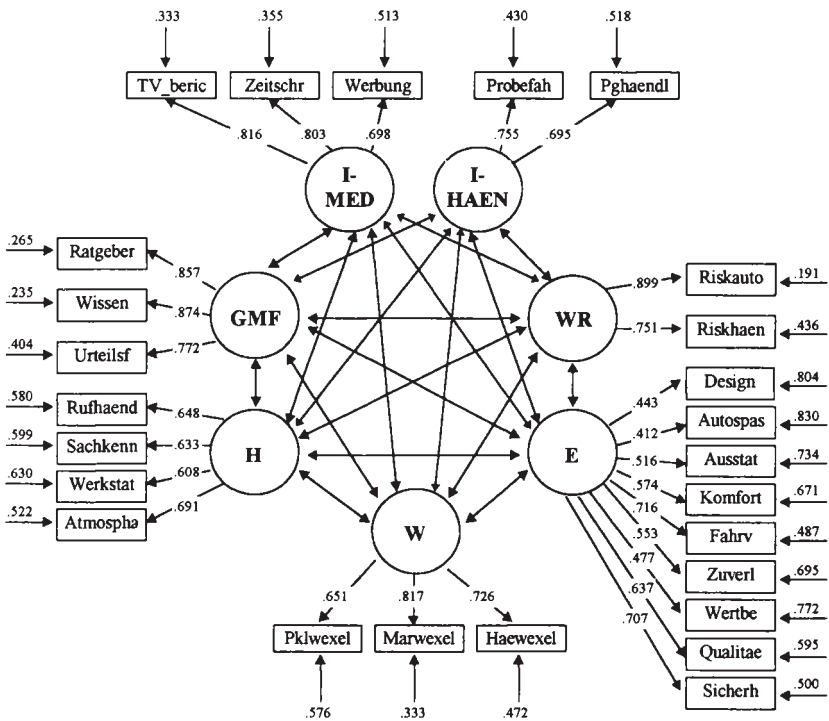 .333 .355 .513 .430 .518
TV_beric Zeitschr Werbung Probefah Pghaendl
.816 .803 .698 .755 .695
I-
MED
I-
HAEN
.265 Ratgeber .857
.235 Wissen .874
.404 Urteilsf .772
GMF
.580 Rufhaend .648
.599 Sachkenn .633
.630 Werkstat .608
.522 Atmospha .691
H
WR
.899 Riskauto .191
.751 Riskhaen .436
E
.443 Design .804
.412 Autospas .830
.516 Ausstat .734
.574 Komfort .671
.716 Fahrv .487
.553 Zuverl .695
.477 Wertbe .772
.637 Qualitae .595
.707 Sicherh .500
W
.651 .817 .726
Pklwexel Marwexel Haewexel
.576 .333 .472